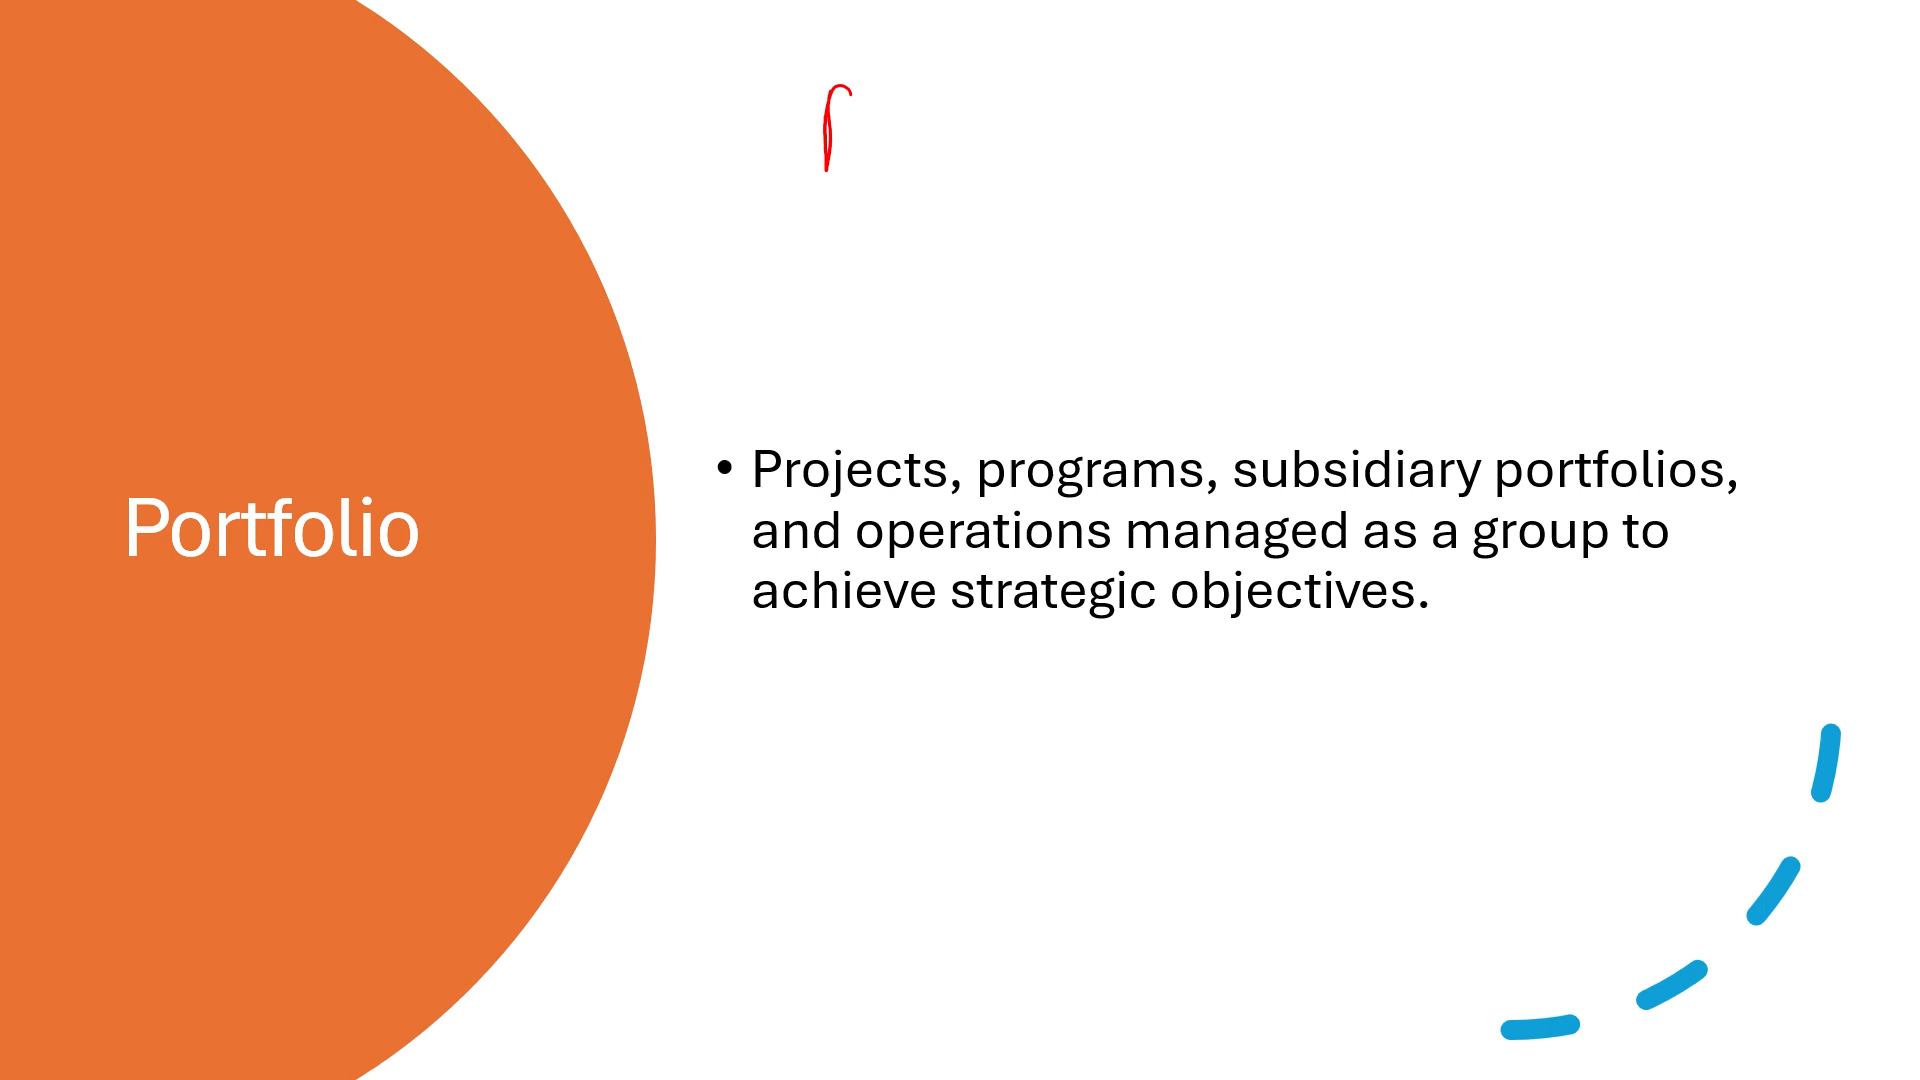 Portfolio
• Projects, programs, subsidiary portfolios,
and operations managed as a group to
achieve strategic objectives.